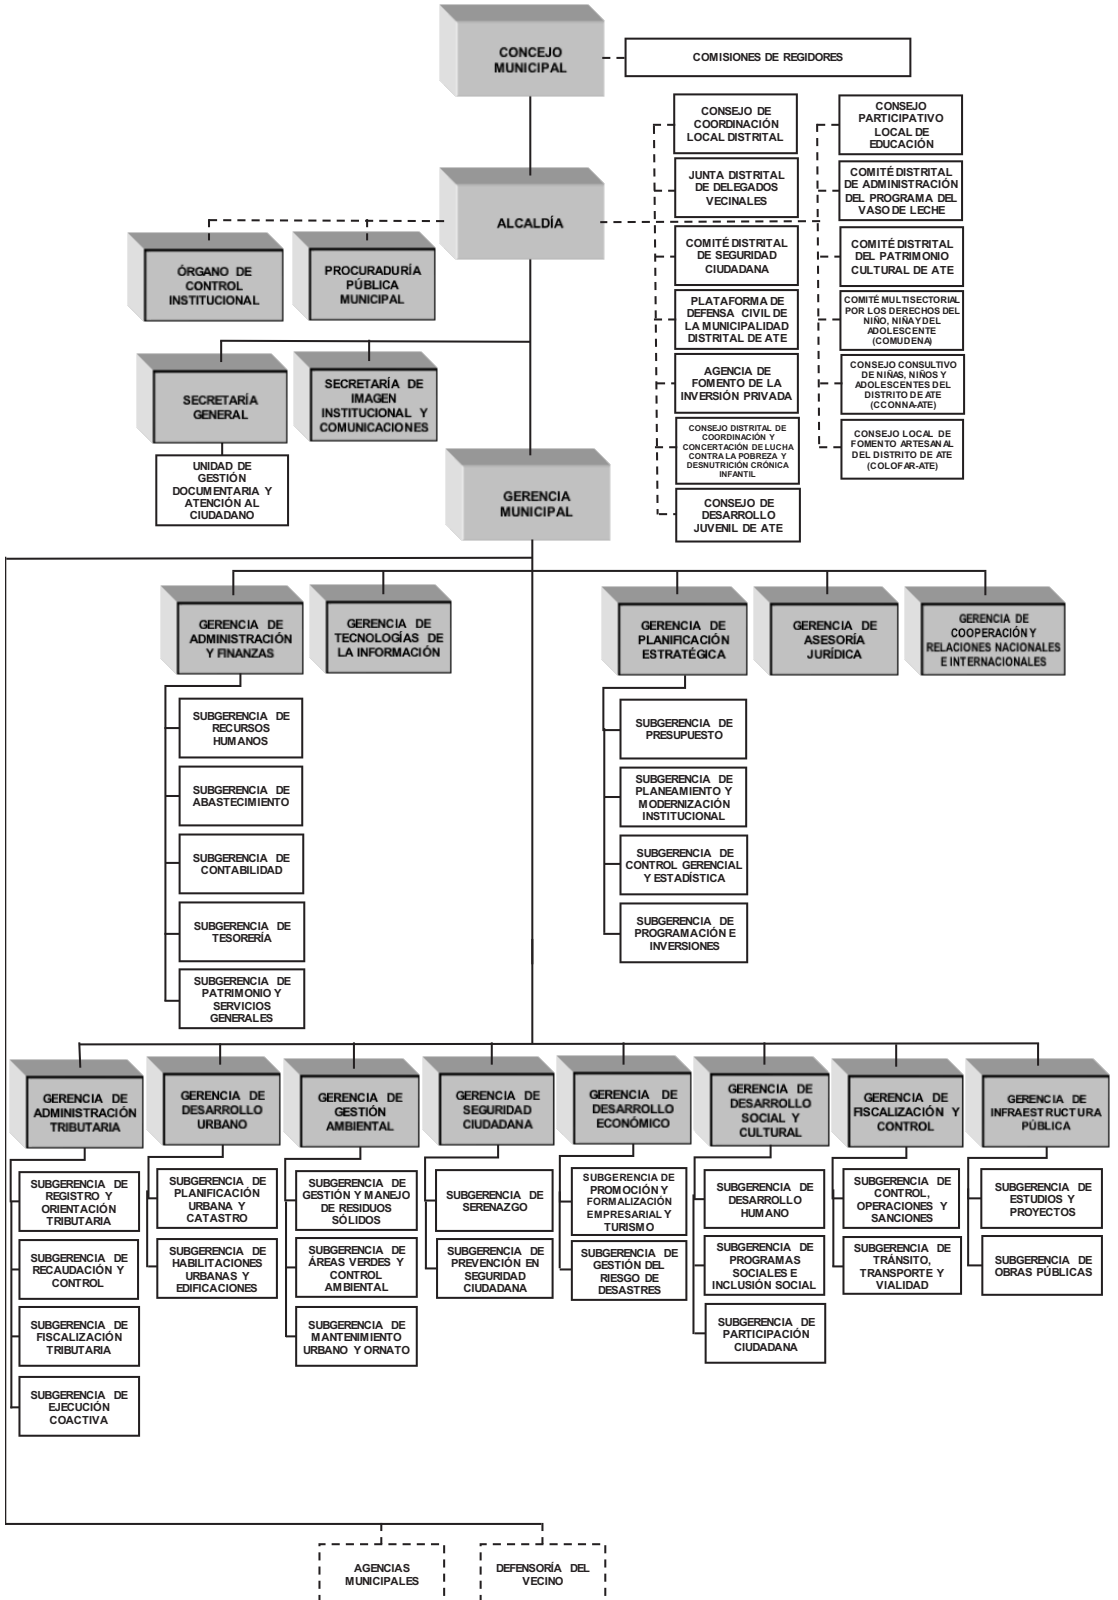 CONCEJO
MUNICIPAL
COMISIONES DE REGIDORES
ALCALDÍA
CONSEJO DE
COORDINACIÓN
LOCAL DISTRITAL
JUNTA DISTRITAL
DE DELEGADOS
VECINALES
COMITÉ DISTRITAL
DE SEGURIDAD
CIUDADANA
PLATAFORMA DE
DEFENSA CIVIL DE
LA MUNICIPALIDAD
DISTRITAL DE ATE
AGENCIA DE
FOMENTO DE LA
INVERSIÓN PRIVADA
CONSEJO DISTRITAL DE
COORDINACIÓN Y
CONCERTACIÓN DE LUCHA
CONTRA LA POBREZA Y
DESNUTRICIÓN CRÓNICA
INFANTIL
CONSEJO DE
DESARROLLO
JUVENIL DE ATE
CONSEJO
PARTICIPATIVO
LOCAL DE
EDUCACIÓN
COMITÉ DISTRITAL
DE ADMINISTRACIÓN
DEL PROGRAMA DEL
VASO DE LECHE
COMITÉ DISTRITAL
DEL PATRIMONIO
CULTURAL DE ATE
COMITÉ MULTISECTORIAL
POR LOS DERECHOS DEL
NIÑO, NIÑA Y DEL
ADOLESCENTE
(COMUDENA)
CONSEJO CONSULTIVO
DE NIÑAS, NIÑOS Y
ADOLESCENTES DEL
DISTRITO DE ATE
(CCONNA-ATE)
CONSEJO LOCAL DE
FOMENTO ARTESANAL
DEL DISTRITO DE ATE
(COLOFAR-ATE)
ÓRGANO DE
CONTROL
INSTITUCIONAL
PROCURADURÍA
PÚBLICA
MUNICIPAL
SECRETARÍA
GENERAL
SECRETARÍA DE
IMAGEN
INSTITUCIONAL Y
COMUNICACIONES
UNIDAD DE
GESTIÓN
DOCUMENTARIA Y
ATENCIÓN AL
CIUDADANO
GERENCIA
MUNICIPAL
GERENCIA DE
ADMINISTRACIÓN
Y FINANZAS
GERENCIA DE
TECNOLOGÍAS DE
LA INFORMACIÓN
GERENCIA DE
PLANIFICACIÓN
ESTRATÉGICA
GERENCIA DE
ASESORÍA
JURÍDICA
GERENCIA DE
COOPERACIÓN Y
RELACIONES NACIONALES
E INTERNACIONALES
SUBGERENCIA DE
RECURSOS
HUMANOS
SUBGERENCIA DE
ABASTECIMIENTO
SUBGERENCIA DE
CONTABILIDAD
SUBGERENCIA DE
TESORERÍA
SUBGERENCIA DE
PATRIMONIO Y
SERVICIOS
GENERALES
SUBGERENCIA DE
PRESUPUESTO
SUBGERENCIA DE
PLANEAMIENTO Y
MODERNIZACIÓN
INSTITUCIONAL
SUBGERENCIA DE
CONTROL GERENCIAL
Y ESTADÍSTICA
SUBGERENCIA DE
PROGRAMACIÓN E
INVERSIONES
GERENCIA DE
ADMINISTRACIÓN
TRIBUTARIA
GERENCIA DE
DESARROLLO
URBANO
GERENCIA DE
GESTIÓN
AMBIENTAL
GERENCIA DE
SEGURIDAD
CIUDADANA
GERENCIA DE
DESARROLLO
ECONÓMICO
GERENCIA DE
DESARROLLO
SOCIAL Y
CULTURAL
GERENCIA DE
FISCALIZACIÓN Y
CONTROL
GERENCIA DE
INFRAESTRUCTURA
PÚBLICA
SUBGERENCIA DE
REGISTRO Y
ORIENTACIÓN
TRIBUTARIA
SUBGERENCIA DE
RECAUDACIÓN Y
CONTROL
SUBGERENCIA DE
FISCALIZACIÓN
TRIBUTARIA
SUBGERENCIA DE
EJECUCIÓN
COACTIVA
SUBGERENCIA DE
PLANIFICACIÓN
URBANA Y
CATASTRO
SUBGERENCIA DE
HABILITACIONES
URBANAS Y
EDIFICACIONES
SUBGERENCIA DE
GESTIÓN Y MANEJO
DE RESIDUOS
SÓLIDOS
SUBGERENCIA DE
ÁREAS VERDES Y
CONTROL
AMBIENTAL
SUBGERENCIA DE
MANTENIMIENTO
URBANO Y ORNATO
SUBGERENCIA DE
SERENAZGO
SUBGERENCIA DE
PREVENCIÓN EN
SEGURIDAD
CIUDADANA
SUBGERENCIA DE
PROMOCIÓN Y
FORMALIZACIÓN
EMPRESARIAL Y
TURISMO
SUBGERENCIA DE
GESTIÓN DEL
RIESGO DE
DESASTRES
SUBGERENCIA DE
DESARROLLO
HUMANO
SUBGERENCIA DE
PROGRAMAS
SOCIALES E
INCLUSIÓN SOCIAL
SUBGERENCIA DE
PARTICIPACIÓN
CIUDADANA
SUBGERENCIA DE
CONTROL,
OPERACIONES Y
SANCIONES
SUBGERENCIA DE
TRÁNSITO,
TRANSPORTE Y
VIALIDAD
SUBGERENCIA DE
ESTUDIOS Y
PROYECTOS
SUBGERENCIA DE
OBRAS PÚBLICAS
AGENCIAS
MUNICIPALES
DEFENSORÍA DEL
VECINO